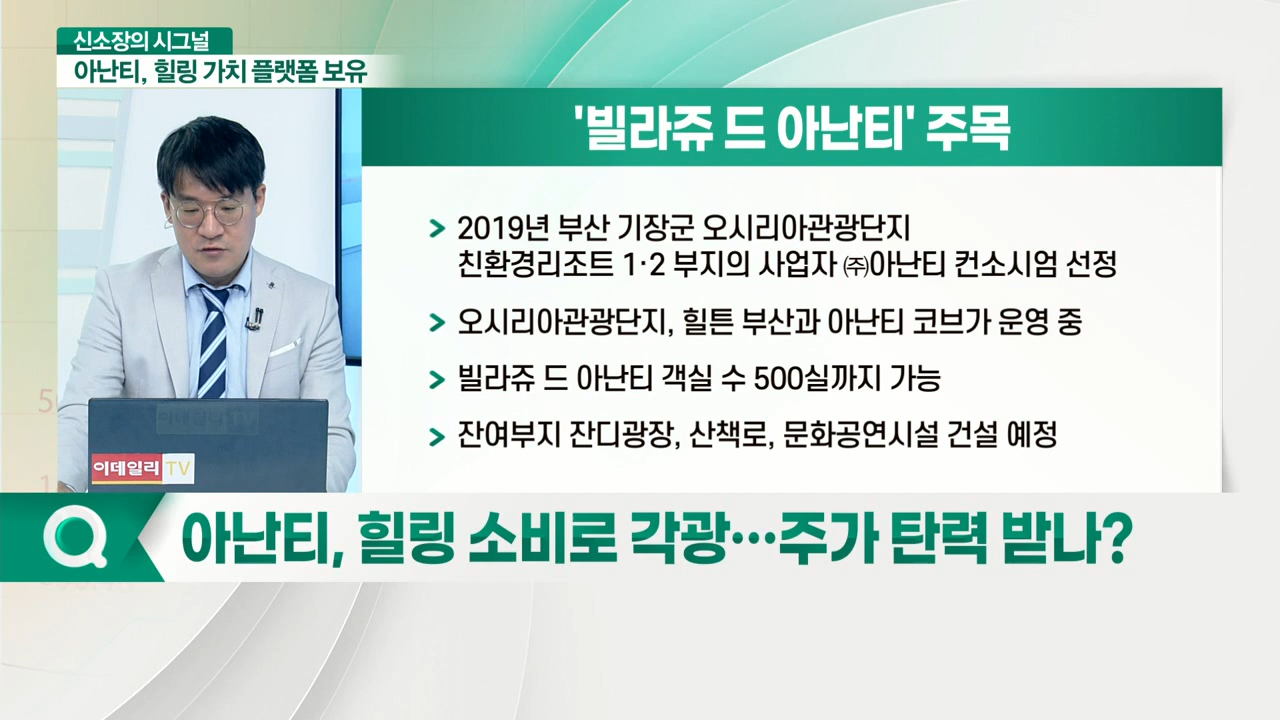 신소장의 시그널
아난티, 힐링 가치 플랫폼 보유
'빌라쥬 드 아난티' 주목
2019년 부산 기장군 오시리아관광단지
친환경리조트 1·2 부지의 사업자 ㈜아난티 컨소시엄 선정
오시리아관광단지, 힐튼 부산과 아난티 코브가 운영 중
빌라쥬 드 아난티 객실 수 500실까지 가능
잔여부지 잔디광장, 산책로, 문화공연시설 건설 예정
이데일리 TV
아난티, 힐링 소비로 각광…주가 탄력 받나?